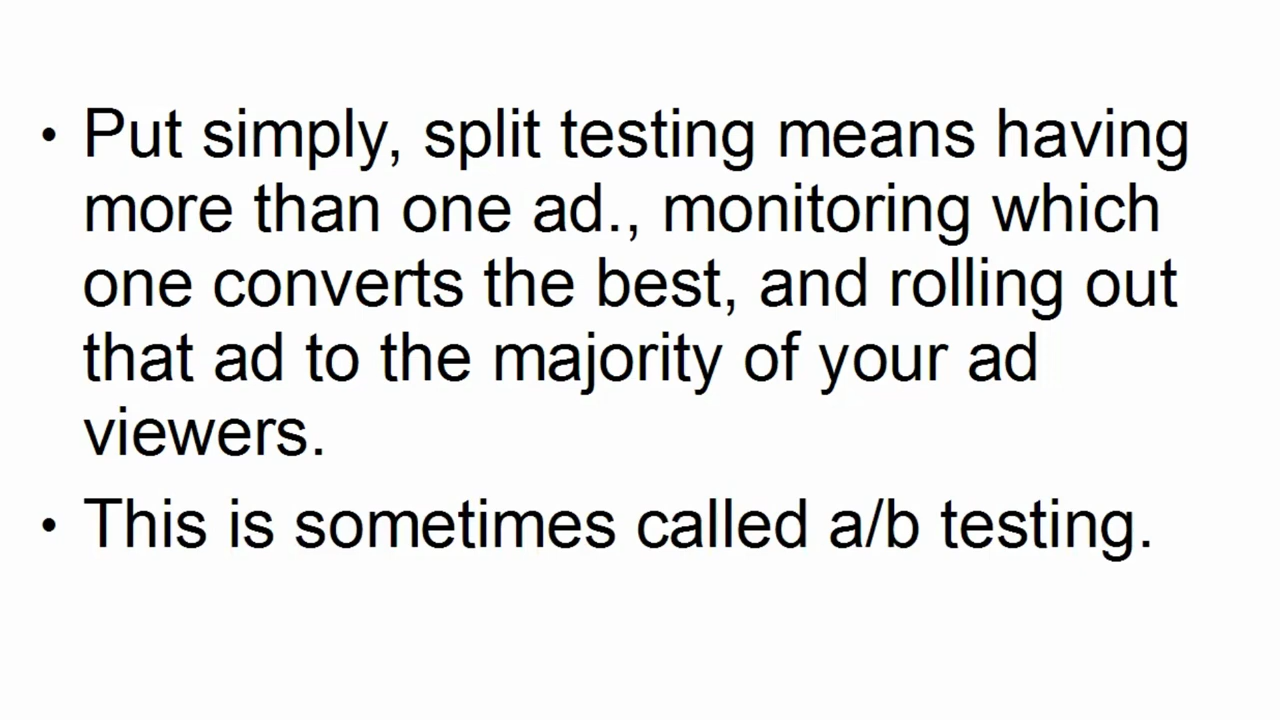 • Put simply, split testing means having
more than one ad., monitoring which
one converts the best, and rolling out
that ad to the majority of your ad
viewers.
• This is sometimes called a/b testing.